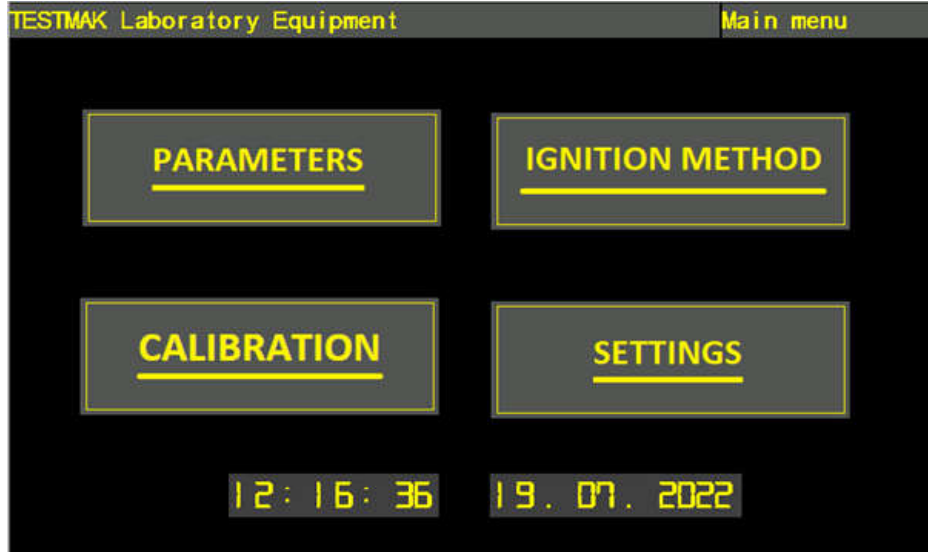 TESTMAK Laboratory Equipment Main menu
PARAMETERS IGNITION METHOD
CALIBRATION SETTINGS
12:16:36 19.07.2022